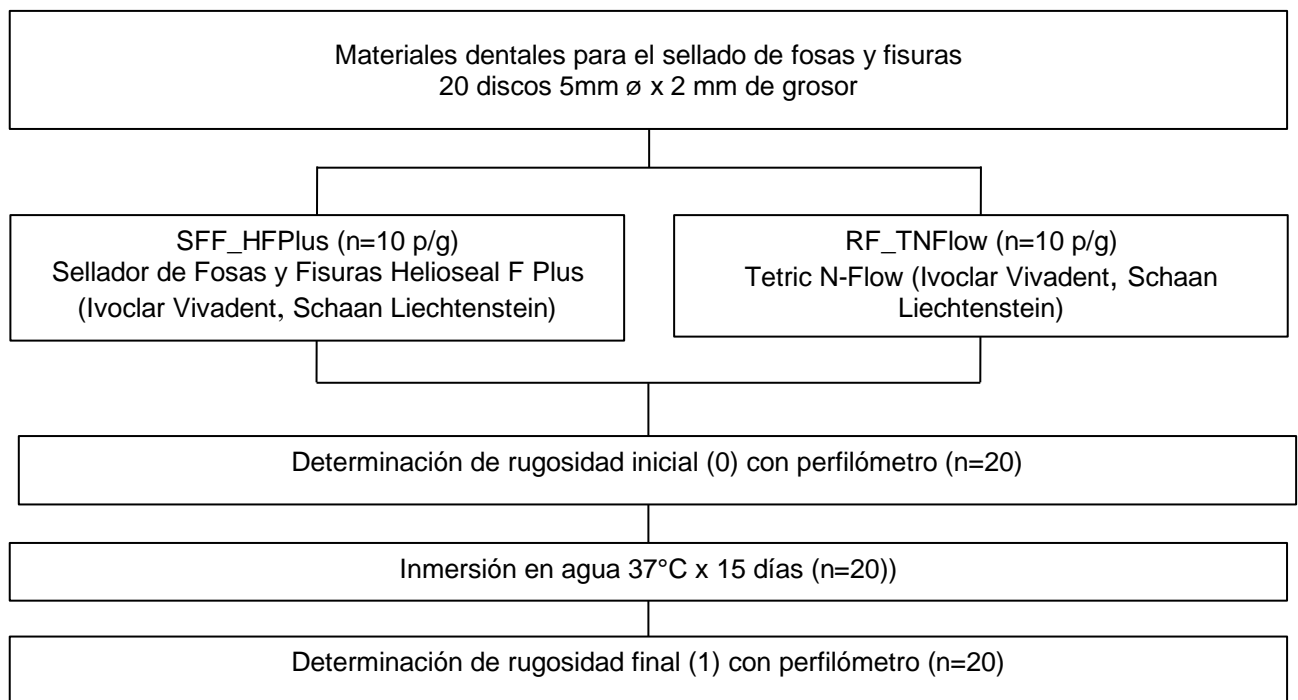 Materiales dentales para el sellado de fosas y fisuras
20 discos 5mm ø x 2 mm de grosor
SFF_HFPlus (n=10 p/g)
Sellador de Fosas y Fisuras Helioseal F Plus
(Ivoclar Vivadent, Schaan Liechtenstein)
RF_TNFlow (n=10 p/g)
Tetric N-Flow (Ivoclar Vivadent, Schaan
Liechtenstein)
Determinación de rugosidad inicial (0) con perfilómetro (n=20)
Inmersión en agua 37°C x 15 días (n=20))
Determinación de rugosidad final (1) con perfilómetro (n=20)